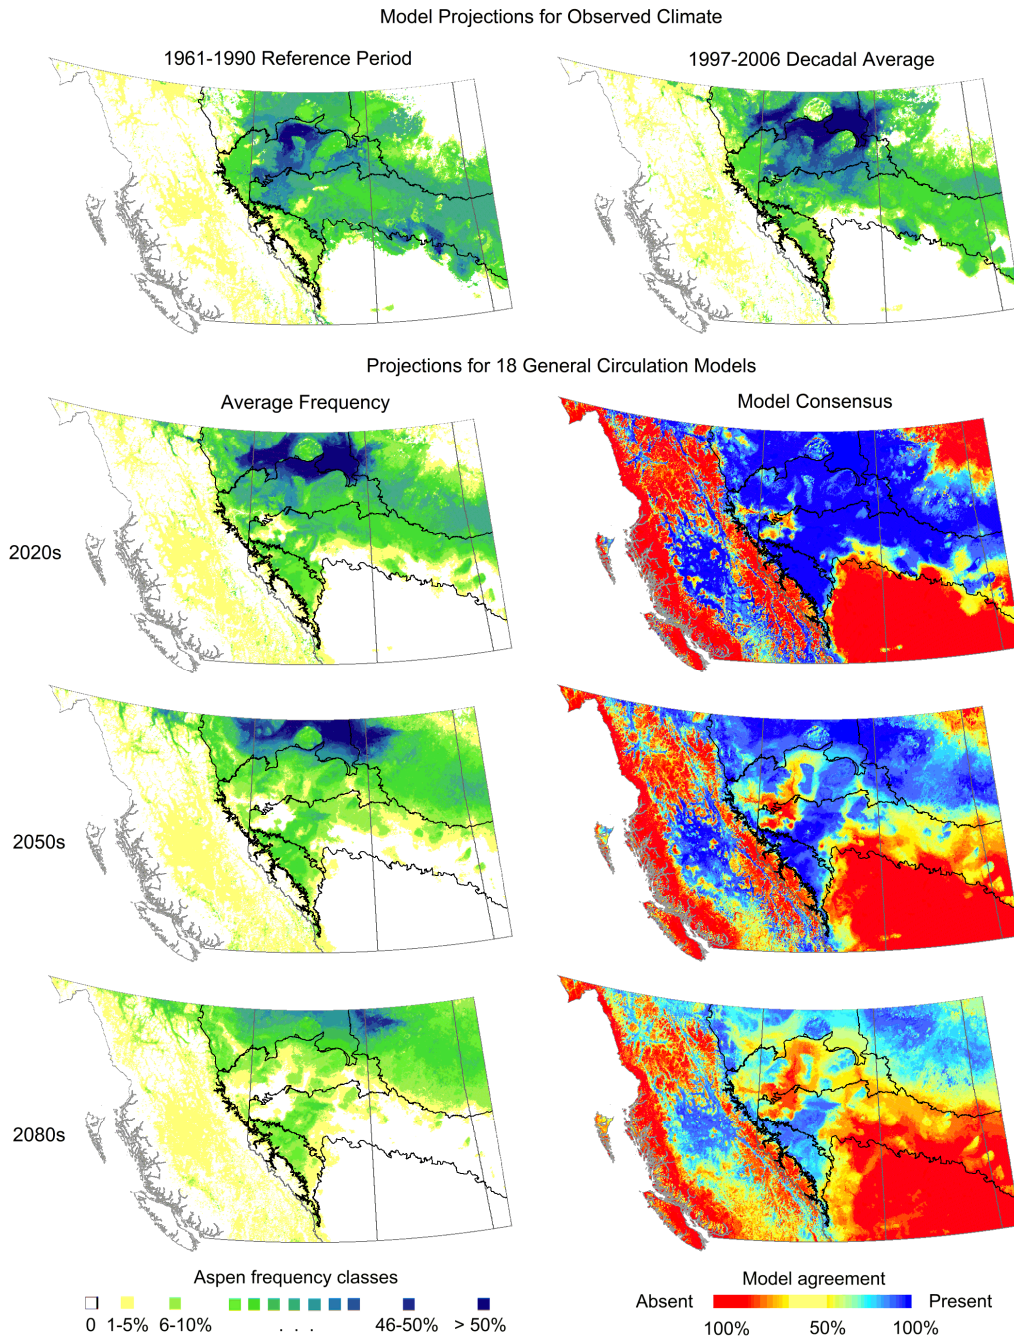 Model Projections for Observed Climate
1961-1990 Reference Period
1997-2006 Decadal Average
Projections for 18 General Circulation Models
Average Frequency
Model Consensus
2020s
2050s
2080s
Aspen frequency classes
0 1-5% 6-10% . . . 46-50% > 50%
Model agreement
Absent
Present
100% 50% 100%